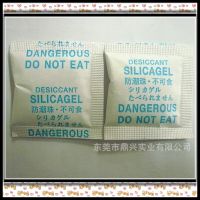 DESICCANT
SILICAGEL
防潮珠·不可食
シリカゲル
たべられません
DANGEROUS
DO NOT EAT
DESICCANT
SILICAGEL
防潮珠·不可食
シリカゲル
たべられません
DANGEROUS
たべられません
DANGEROUS
DO NOT EAT
东莞市鼎兴实业有限公司